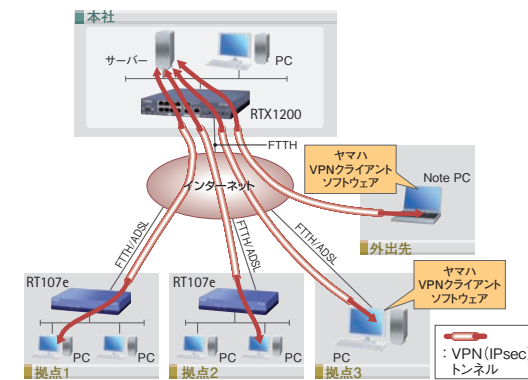 ■本社
サーバー
PC
RTX1200
FTTH
インターネット
ヤマハ
VPNクライアント
ソフトウェア
Note PC
■外出先
FTTH/ADSL
FTTH/ADSL
FTTH/ADSL
ヤマハ
VPNクライアント
ソフトウェア
RT107e
PC
PC
■拠点1
RT107e
PC
PC
■拠点2
PC
■拠点3
：VPN（IPsec）
トンネル